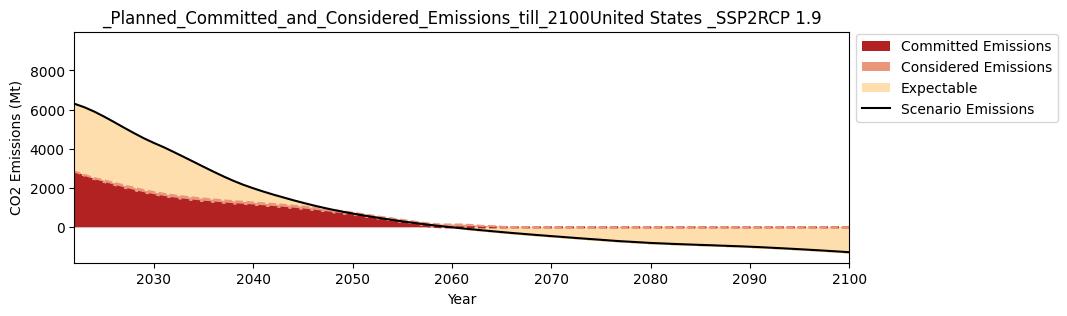 _Planned_Committed_and_Considered_Emissions_till_2100United States _SSP2RCP 1.9
CO2 Emissions (Mt)
8000
6000
4000
2000
0
2030 2040 2050 2060 2070 2080 2090 2100
Year
Committed Emissions
Considered Emissions
Expectable
Scenario Emissions